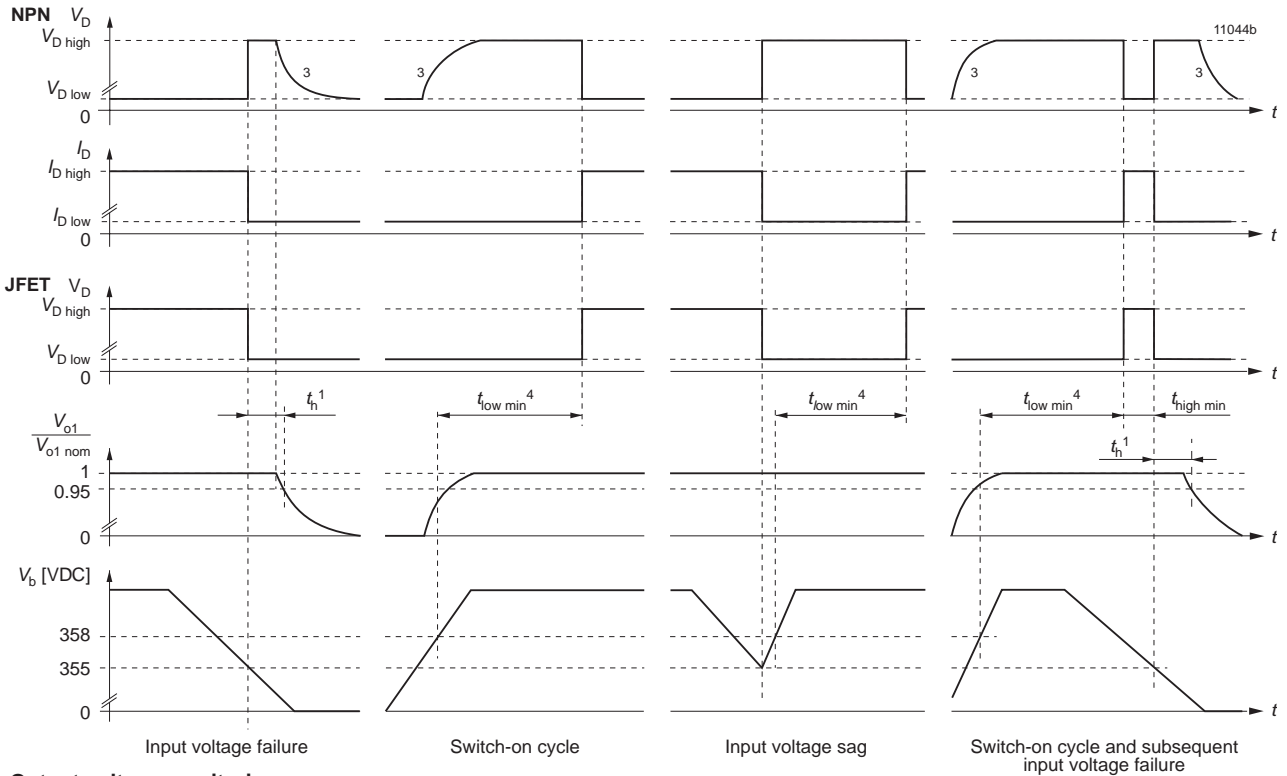 NPN V_D
V_D high
11044b
3
3
3
3
V_D low
0
t
I_D
I_D high
I_D low
0
t
JFET V_D
V_D high
V_D low
0
t
t_h^1
t_low min^4
t_low min^4
t_low min^4
t_high min
V_o1
V_o1 nom
t_h^1
1
0.95
0
t
V_b [VDC]
358
355
0
t
Input voltage failure
Switch-on cycle
Input voltage sag
Switch-on cycle and subsequent
input voltage failure